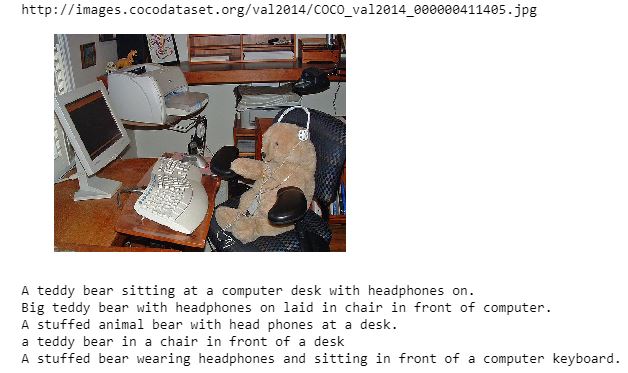 http://images.cocodataset.org/val2014/COCO_val2014_000000411405.jpg
A teddy bear sitting at a computer desk with headphones on.
Big teddy bear with headphones on laid in chair in front of computer.
A stuffed animal bear with head phones at a desk.
a teddy bear in a chair in front of a desk
A stuffed bear wearing headphones and sitting in front of a computer keyboard.